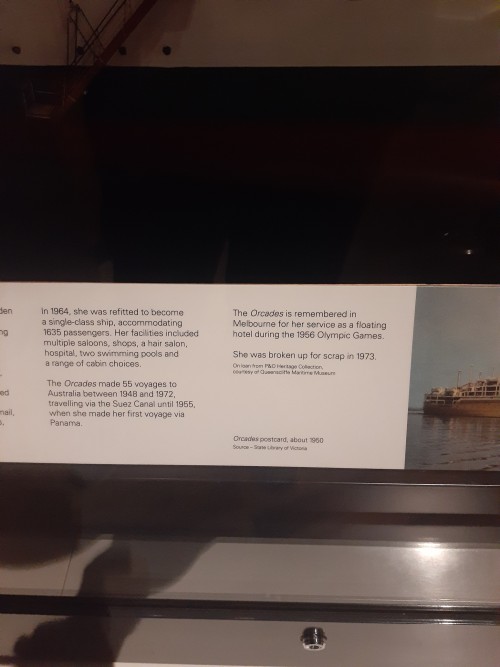 den
ng
ed
mail,
In 1964, she was refitted to become
a single-class ship, accommodating
1635 passengers. Her facilities included
multiple saloons, shops, a hair salon,
hospital, two swimming pools and
a range of cabin choices.
The Orcades made 55 voyages to
Australia between 1948 and 1972,
travelling via the Suez Canal until 1955,
when she made her first voyage via
Panama.
The Orcades is remembered in
Melbourne for her service as a floating
hotel during the 1956 Olympic Games.
She was broken up for scrap in 1973.
On loan from P&O Heritage Collection,
courtesy of Queenscliffe Maritime Museum
Orcades postcard, about 1950
Source – State Library of Victoria